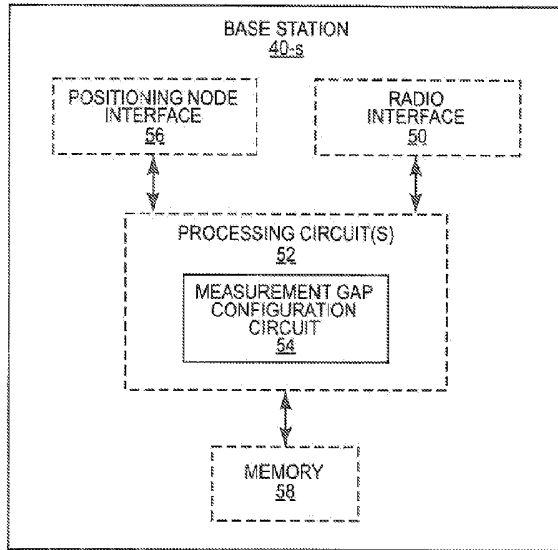 BASE STATION
40-s
POSITIONING NODE
INTERFACE
56
RADIO
INTERFACE
50
PROCESSING CIRCUIT(S)
52
MEASUREMENT GAP
CONFIGURATION
CIRCUIT
54
MEMORY
58